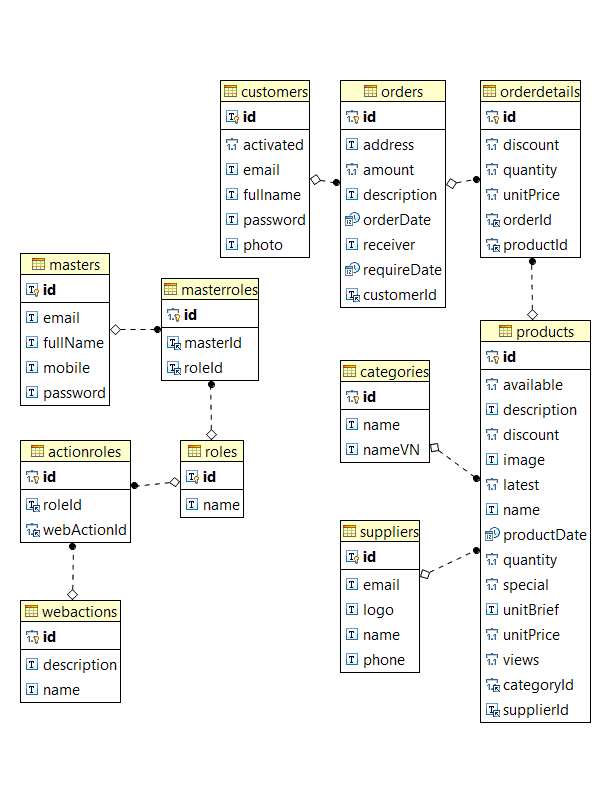 customers
id
activated
email
fullname
password
photo
orders
id
address
amount
description
orderDate
receiver
requireDate
customerId
orderdetails
id
discount
quantity
unitPrice
orderId
productId
masters
id
email
fullName
mobile
password
masterroles
id
masterId
roleId
products
id
available
description
discount
image
latest
name
productDate
quantity
special
unitBrief
unitPrice
views
categoryId
supplierId
categories
id
name
nameVN
actionroles
id
roleId
webActionId
roles
id
name
suppliers
id
email
logo
name
phone
webactions
id
description
name